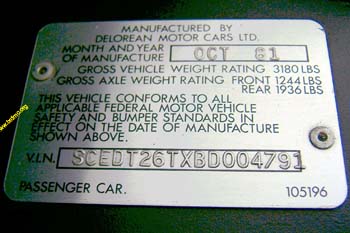 MANUFACTURED BY
DELOREAN MOTOR CARS LTD.
MONTH AND YEAR
OF MANUFACTURE OCT 81
GROSS VEHICLE WEIGHT RATING 3180 LBS
GROSS AXLE WEIGHT RATING FRONT 1244 LBS
REAR 1936 LBS
THIS VEHICLE CONFORMS TO ALL
APPLICABLE FEDERAL MOTOR VEHICLE
SAFETY AND BUMPER STANDARDS IN
EFFECT ON THE DATE OF MANUFACTURE
SHOWN ABOVE.
V.I.N. SCEDT26TXBD004791
PASSENGER CAR. 105196